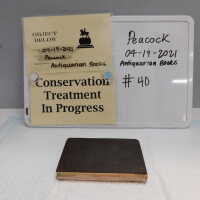 OBJECT
BELOW
04-19-2021
Peacock
Antiquarian Books
Conservation
Treatment
In Progress
Peacock
04-19-2021
Antiquarian Books
#40